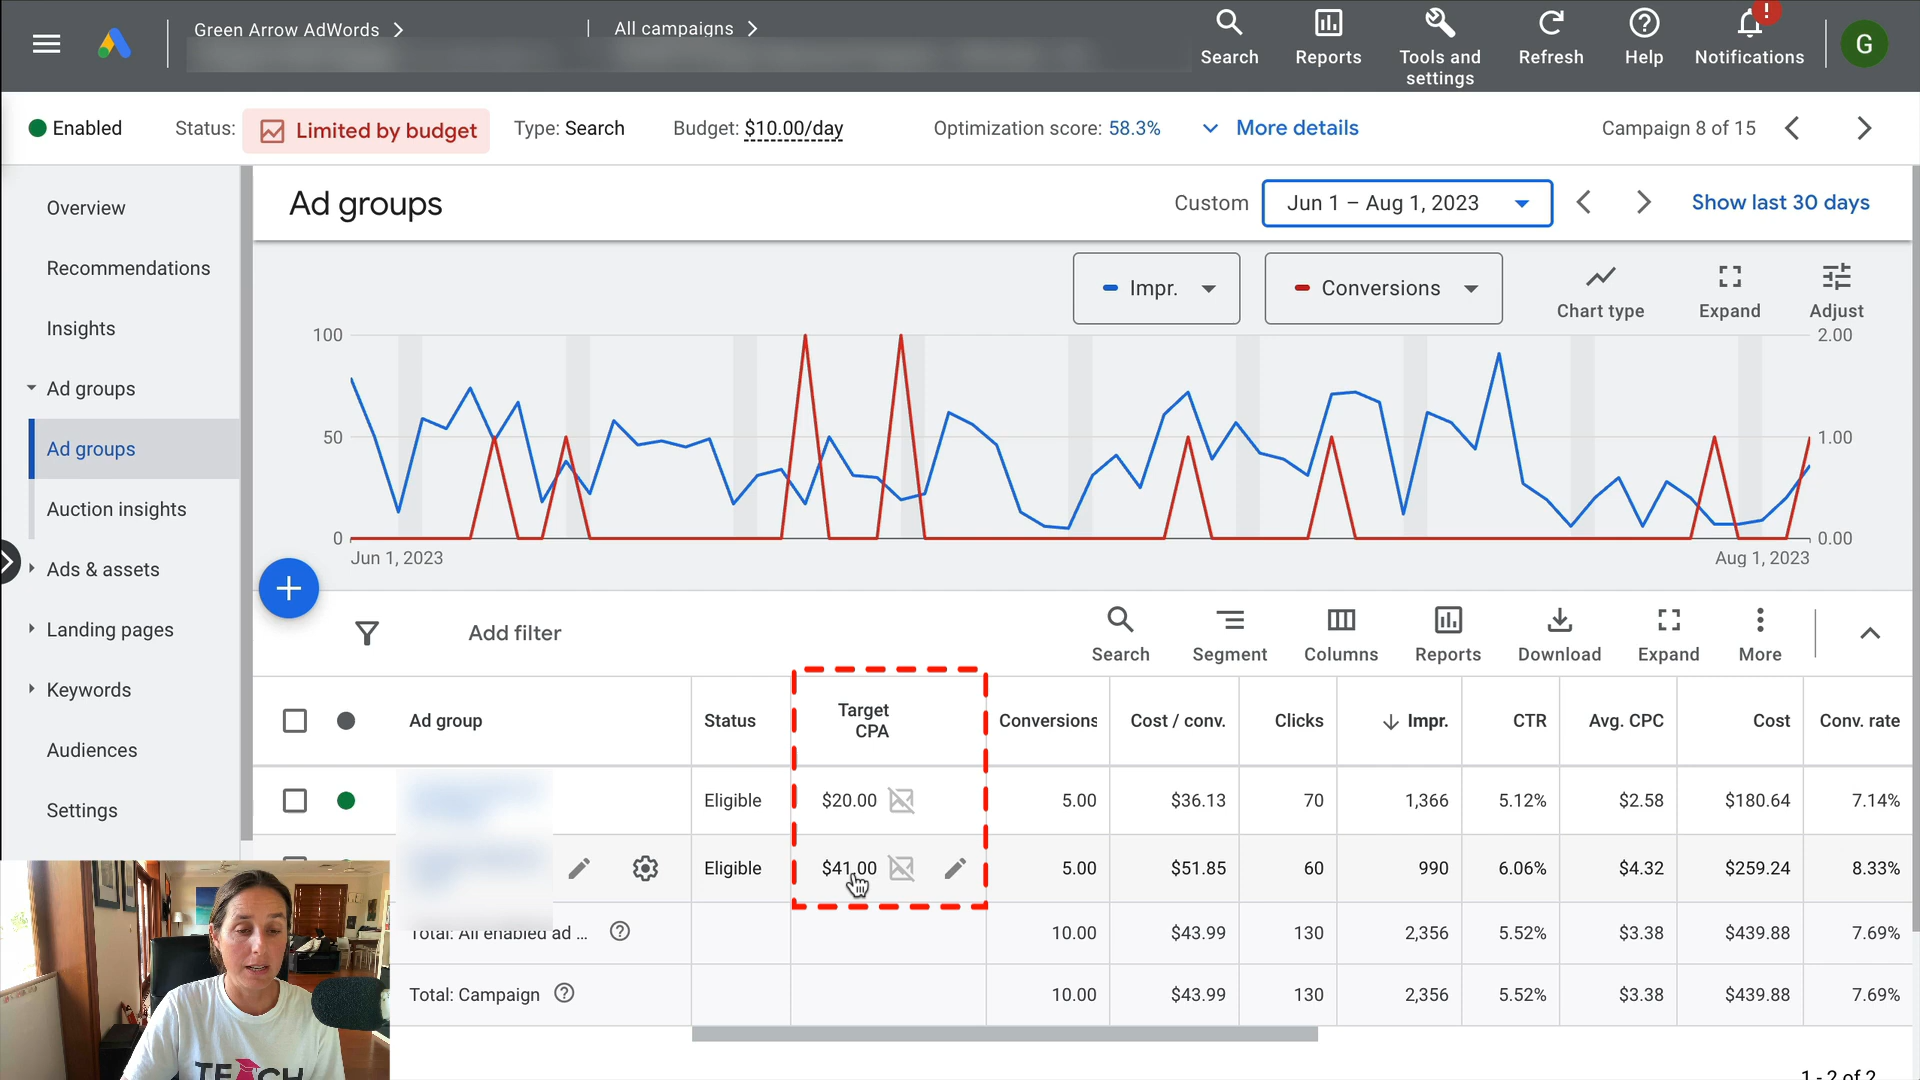 Green Arrow AdWords
All campaigns
Search
Reports
Tools and
settings
Refresh
Help
!
Notifications
G
Enabled
Status:
Limited by budget
Type: Search
Budget: $10.00/day
Optimization score: 58.3%
More details
Campaign 8 of 15
Overview
Recommendations
Insights
Ad groups
Ad groups
Auction insights
Ads & assets
Landing pages
Keywords
Audiences
Settings
Ad groups
Custom
Jun 1 – Aug 1, 2023
Show last 30 days
Impr.
Conversions
Chart type
Expand
Adjust
100
50
0
2.00
1.00
0.00
Jun 1, 2023
Aug 1, 2023
Add filter
Search
Segment
Columns
Reports
Download
Expand
More
Ad group Status Target CPA Conversions Cost / conv. Clicks Impr. CTR Avg. CPC Cost Conv. rate
Eligible $20.00 5.00 $36.13 70 1,366 5.12% $2.58 $180.64 7.14%
Eligible $41.00 5.00 $51.85 60 990 6.06% $4.32 $259.24 8.33%
Total: All enabled ad ... 10.00 $43.99 130 2,356 5.52% $3.38 $439.88 7.69%
Total: Campaign 10.00 $43.99 130 2,356 5.52% $3.38 $439.88 7.69%
1 - 2 of 2
TEACH